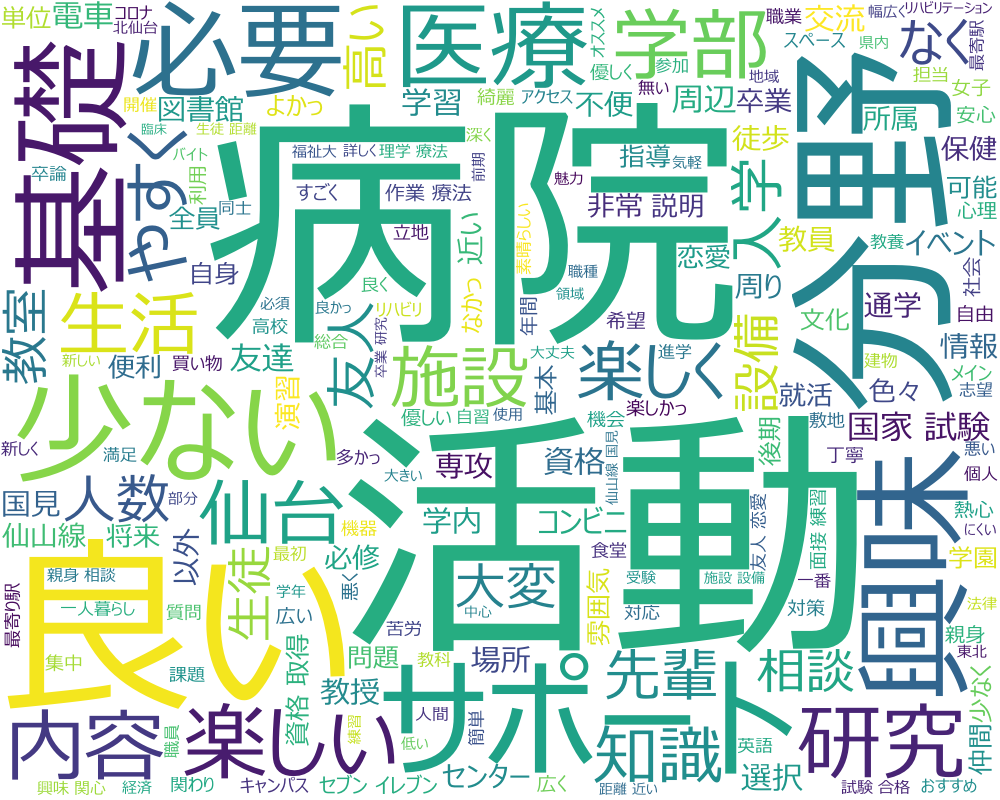 コロナ
単位
電車
北仙台
必要
高い
医療
オススメ
学部
職業
交流
幅広く
リハビリテーション
スペース
なく
最寄駅
県内
優しく
参加
基礎
開催
図書館
よかっ
学習
綺麗
アクセス
不便
無い
周辺
地域
卒業
分野
担当
女子
所属
安心
臨床
生徒 距離
やすく
病院
深く
指導
気軽
徒歩
入学
保健
バイト
福祉大
詳しく
理学 療法
前期
魅力
卒論
利用
すごく
作業 療法
非常 説明
可能
心理
全員
同士
立地
近い
素晴らしい
恋愛
教員
教養
イベント
自身
生活
良く
職種
周り
社会
教室
友人
必須
良かっ
リハビリ
なかっ
年間
領域
文化
通学
自由
高校
希望
新しい
便利
買い物
友達
総合
卒業 研究
施設
大丈夫
進学
設備
建物
情報
少ない
演習
基本
楽しく
就活
色々
メイン
志望
優しい
自習
使用
機会
楽しかっ
敷地
国家 試験
新しく
満足
多かっ
大きい
活動
専攻
資格
仙山線 国見
後期
丁寧
興味
悪い
個人
国見
人数
部分
仙台
機器
学内
コンビニ
友人 恋愛
面接 練習
熱心
にくい
仙山線
将来
以外
最初
必修
食堂
学園
良い
親身 相談
生徒
学年
悪く
大変
雰囲気
受験
施設 設備
一番
最寄り駅
一人暮らし
質問
広い
中心
対応
対策
法律
苦労
サポート
先輩
相談
親身
東北
集中
課題
資格 取得
問題
教科
場所
少なく
内容
楽しい
教授
人間
簡単
知識
研究
仲間
職員
練習
低い
英語
選択
興味 関心
経済
関わり
キャンパス
セブン イレブン
センター
広く
距離 近い
試験 合格
おすすめ